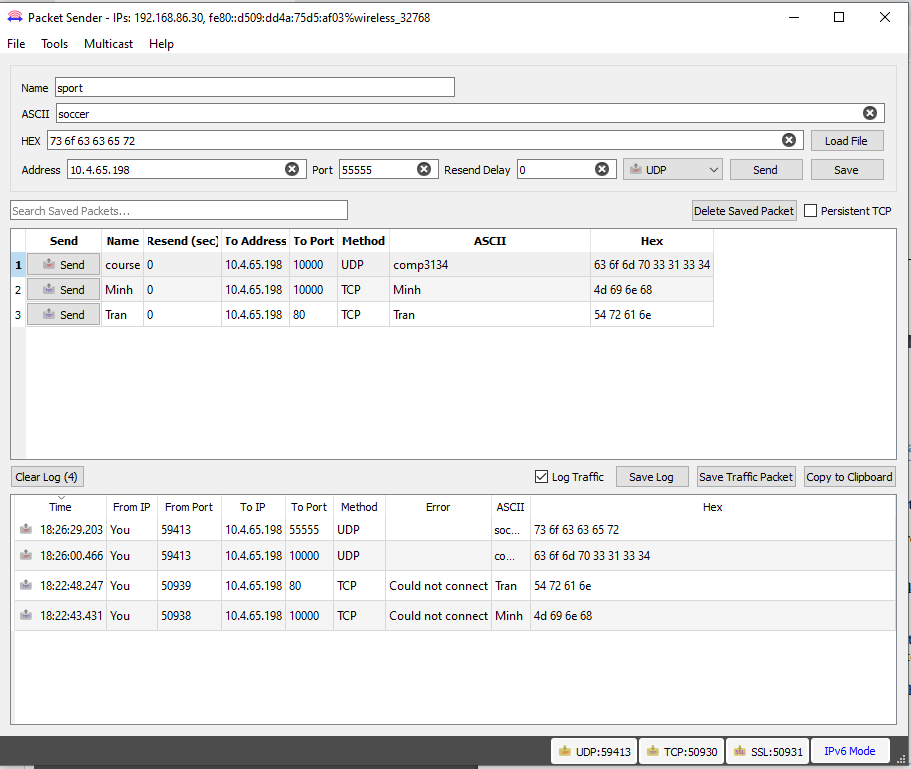 Packet Sender - IPs: 192.168.86.30, fe80::d509:dd4a:75d5:af03%wireless_32768
File Tools Multicast Help
Name sport
ASCII soccer
HEX 73 6f 63 63 65 72 Load File
Address 10.4.65.198 Port 55555 Resend Delay 0 UDP Send Save
Search Saved Packets... Delete Saved Packet Persistent TCP
Send Name Resend (sec) To Address To Port Method ASCII Hex
1 Send course 0 10.4.65.198 10000 UDP comp3134 63 6f 6d 70 33 31 33 34
2 Send Minh 0 10.4.65.198 10000 TCP Minh 4d 69 6e 68
3 Send Tran 0 10.4.65.198 80 TCP Tran 54 72 61 6e
Clear Log (4) Log Traffic Save Log Save Traffic Packet Copy to Clipboard
Time From IP From Port To IP To Port Method Error ASCII Hex
18:26:29.203 You 59413 10.4.65.198 55555 UDP soc... 73 6f 63 63 65 72
18:26:00.466 You 59413 10.4.65.198 10000 UDP co... 63 6f 6d 70 33 31 33 34
18:22:48.247 You 50939 10.4.65.198 80 TCP Could not connect Tran 54 72 61 6e
18:22:43.431 You 50938 10.4.65.198 10000 TCP Could not connect Minh 4d 69 6e 68
UDP:59413 TCP:50930 SSL:50931 IPv6 Mode